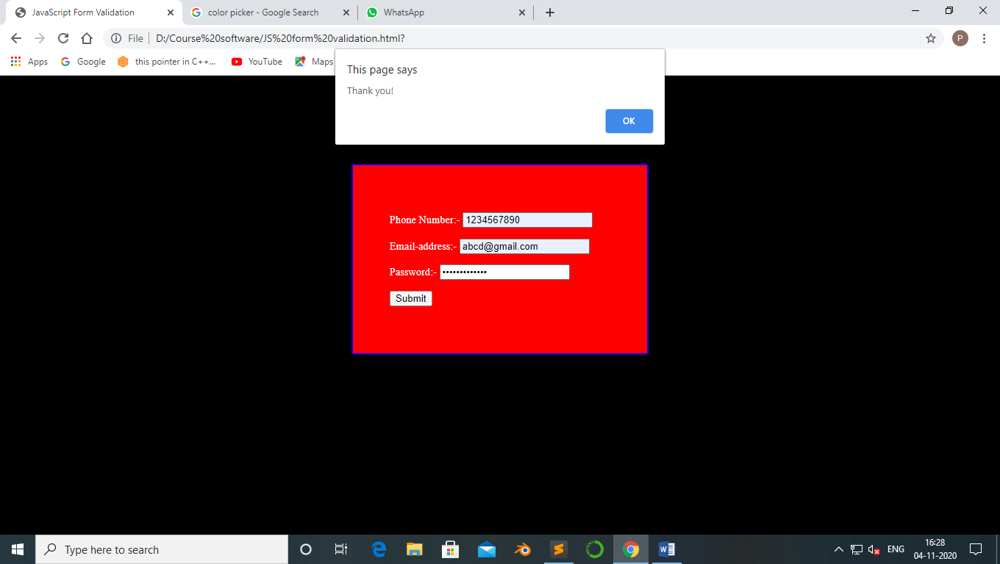 JavaScript Form Validation
color picker - Google Search
WhatsApp
File
D:/Course%20software/JS%20form%20validation.html?
P
Apps
Google
this pointer in C++...
YouTube
Maps
This page says
Thank you!
OK
Phone Number:- 1234567890
Email-address:- abcd@gmail.com
Password:- •••••••••••••
Submit
Type here to search
ENG
16:28
04-11-2020